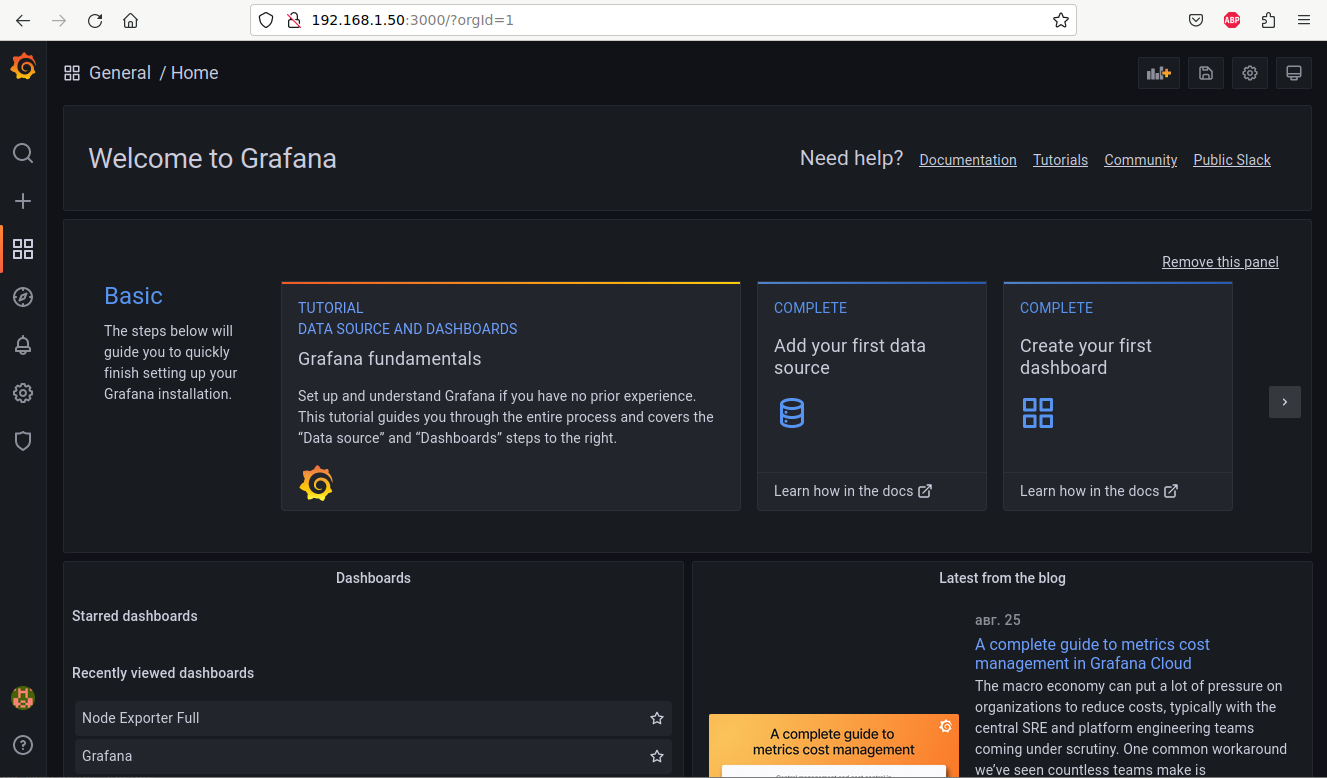 192.168.1.50:3000/?orgId=1
ABP
General / Home
Welcome to Grafana
Need help? Documentation Tutorials Community Public Slack
Remove this panel
Basic
The steps below will
guide you to quickly
finish setting up your
Grafana installation.
TUTORIAL
DATA SOURCE AND DASHBOARDS
Grafana fundamentals
Set up and understand Grafana if you have no prior experience.
This tutorial guides you through the entire process and covers the
“Data source” and “Dashboards” steps to the right.
COMPLETE
Add your first data
source
Learn how in the docs
COMPLETE
Create your first
dashboard
Learn how in the docs
Dashboards
Starred dashboards
Recently viewed dashboards
Node Exporter Full
Grafana
Latest from the blog
авг. 25
A complete guide to metrics cost
management in Grafana Cloud
The macro economy can put a lot of pressure on
organizations to reduce costs, typically with the
central SRE and platform engineering teams
coming under scrutiny. One common workaround
we’ve seen countless teams make is
A complete guide to
metrics cost management